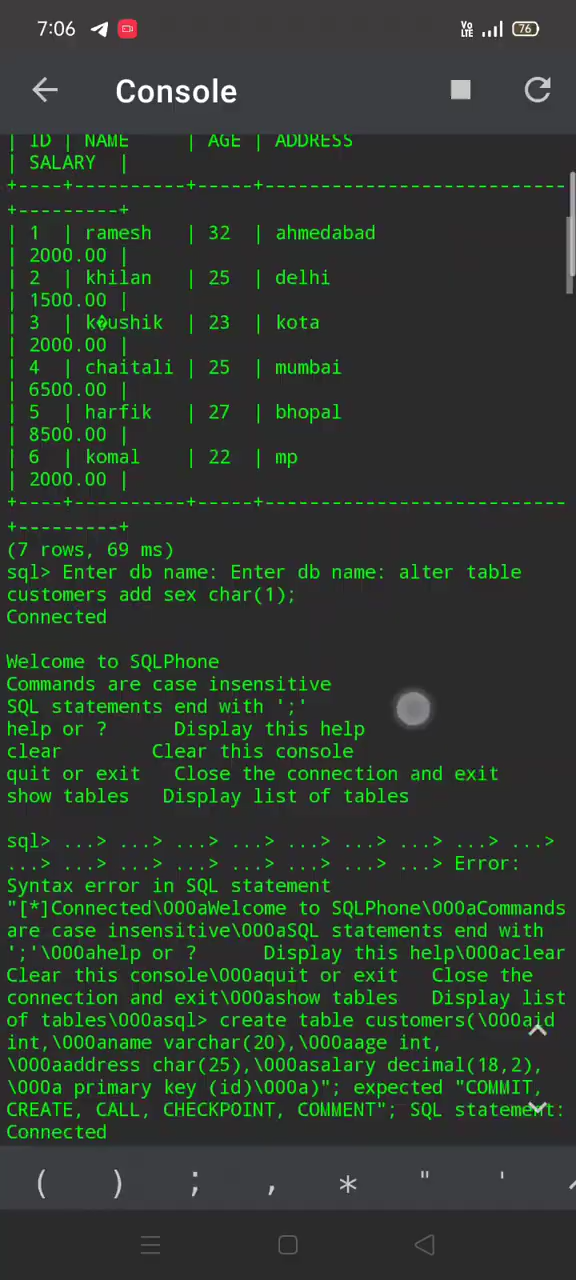 7:06 Vo LTE 76
Console
| ID | NAME | AGE | ADDRESS
| SALARY |
+----+----------+-----+--------------------------
+---------+
| 1 | ramesh | 32 | ahmedabad
| 2000.00 |
| 2 | khilan | 25 | delhi
| 1500.00 |
| 3 | k�ushik | 23 | kota
| 2000.00 |
| 4 | chaitali | 25 | mumbai
| 6500.00 |
| 5 | harfik | 27 | bhopal
| 8500.00 |
| 6 | komal | 22 | mp
| 2000.00 |
+----+----------+-----+--------------------------
+---------+
(7 rows, 69 ms)
sql> Enter db name: Enter db name: alter table
customers add sex char(1);
Connected
Welcome to SQLPhone
Commands are case insensitive
SQL statements end with ';'
help or ? Display this help
clear Clear this console
quit or exit Close the connection and exit
show tables Display list of tables
sql> ...> ...> ...> ...> ...> ...> ...> ...> ...>
...> ...> ...> ...> ...> ...> ...> ...> Error:
Syntax error in SQL statement
"[*]Connected\000aWelcome to SQLPhone\000aCommands
are case insensitive\000aSQL statements end with
';'\000ahelp or ? Display this help\000aclear
Clear this console\000aquit or exit Close the
connection and exit\000ashow tables Display list
of tables\000asql> create table customers(\000aid
int,\000aname varchar(20),\000aage int,
\000aaddress char(25),\000asalary decimal(18,2),
\000a primary key (id)\000a)"; expected "COMMIT,
CREATE, CALL, CHECKPOINT, COMMENT"; SQL statement:
Connected
( ) ; , * " '